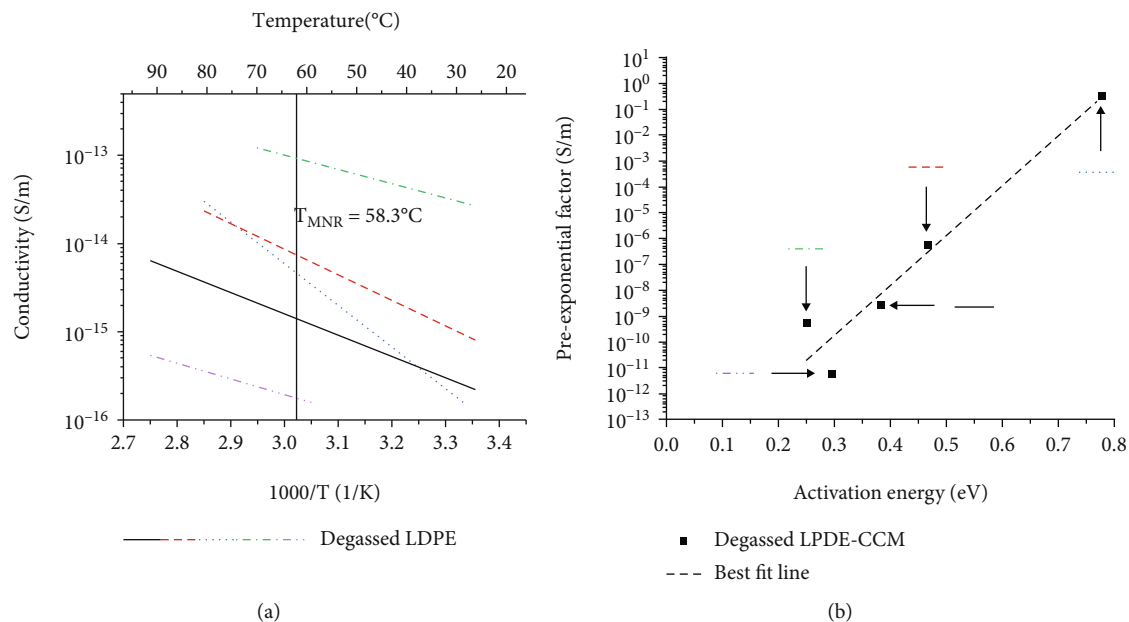 Temperature(°C)
90 80 70 60 50 40 30 20
Conductivity (S/m)
10⁻¹³
10⁻¹⁴
10⁻¹⁵
10⁻¹⁶
T_MNR = 58.3°C
2.7 2.8 2.9 3.0 3.1 3.2 3.3 3.4
1000/T (1/K)
Degassed LDPE
(a)
Pre-exponential factor (S/m)
10¹
10⁰
10⁻¹
10⁻²
10⁻³
10⁻⁴
10⁻⁵
10⁻⁶
10⁻⁷
10⁻⁸
10⁻⁹
10⁻¹⁰
10⁻¹¹
10⁻¹²
10⁻¹³
0.0 0.1 0.2 0.3 0.4 0.5 0.6 0.7 0.8
Activation energy (eV)
Degassed LPDE-CCM
Best fit line
(b)